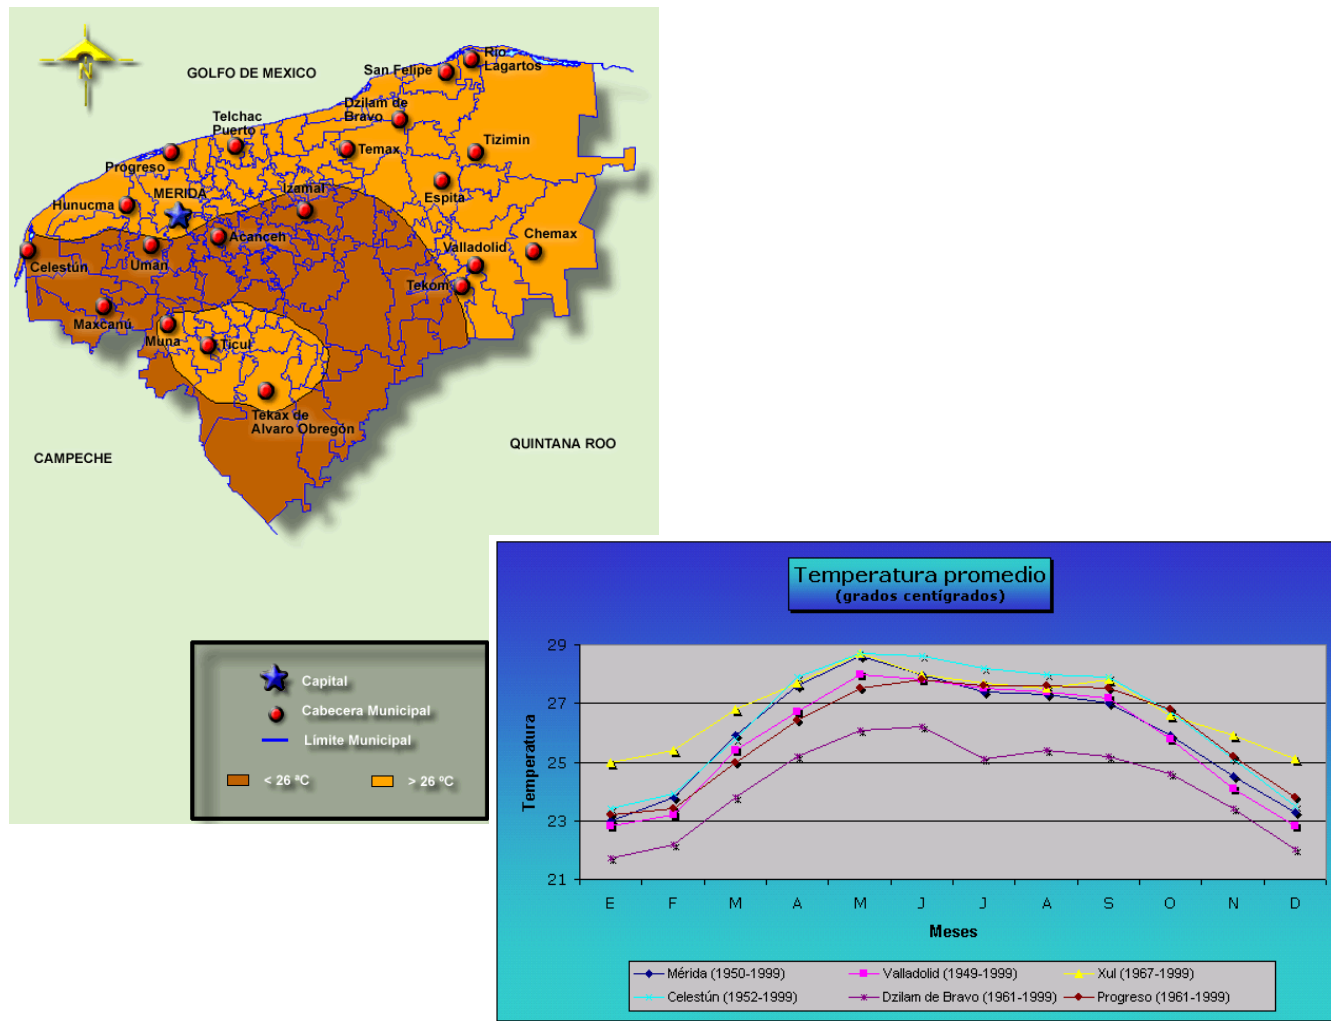 N
GOLFO DE MEXICO
Río
Lagartos
San Felipe
Dzilam de
Bravo
Telchac
Puerto
Tizimin
Temax
Progreso
Espita
MERIDA
Izamal
Hunucma
Acanceh
Chemax
Valladolid
Celestún
Umán
Tekom
Maxcanú
Muna
Ticul
Tekax de
Alvaro Obregón
QUINTANA ROO
CAMPECHE
Capital
Cabecera Municipal
Límite Municipal
< 26 ºC
> 26 ºC
Temperatura promedio
(grados centígrados)
Temperatura
29
27
25
23
21
E F M A M J J A S O N D
Meses
Mérida (1950-1999) Valladolid (1949-1999) Xul (1967-1999)
Celestún (1952-1999) Dzilam de Bravo (1961-1999) Progreso (1961-1999)